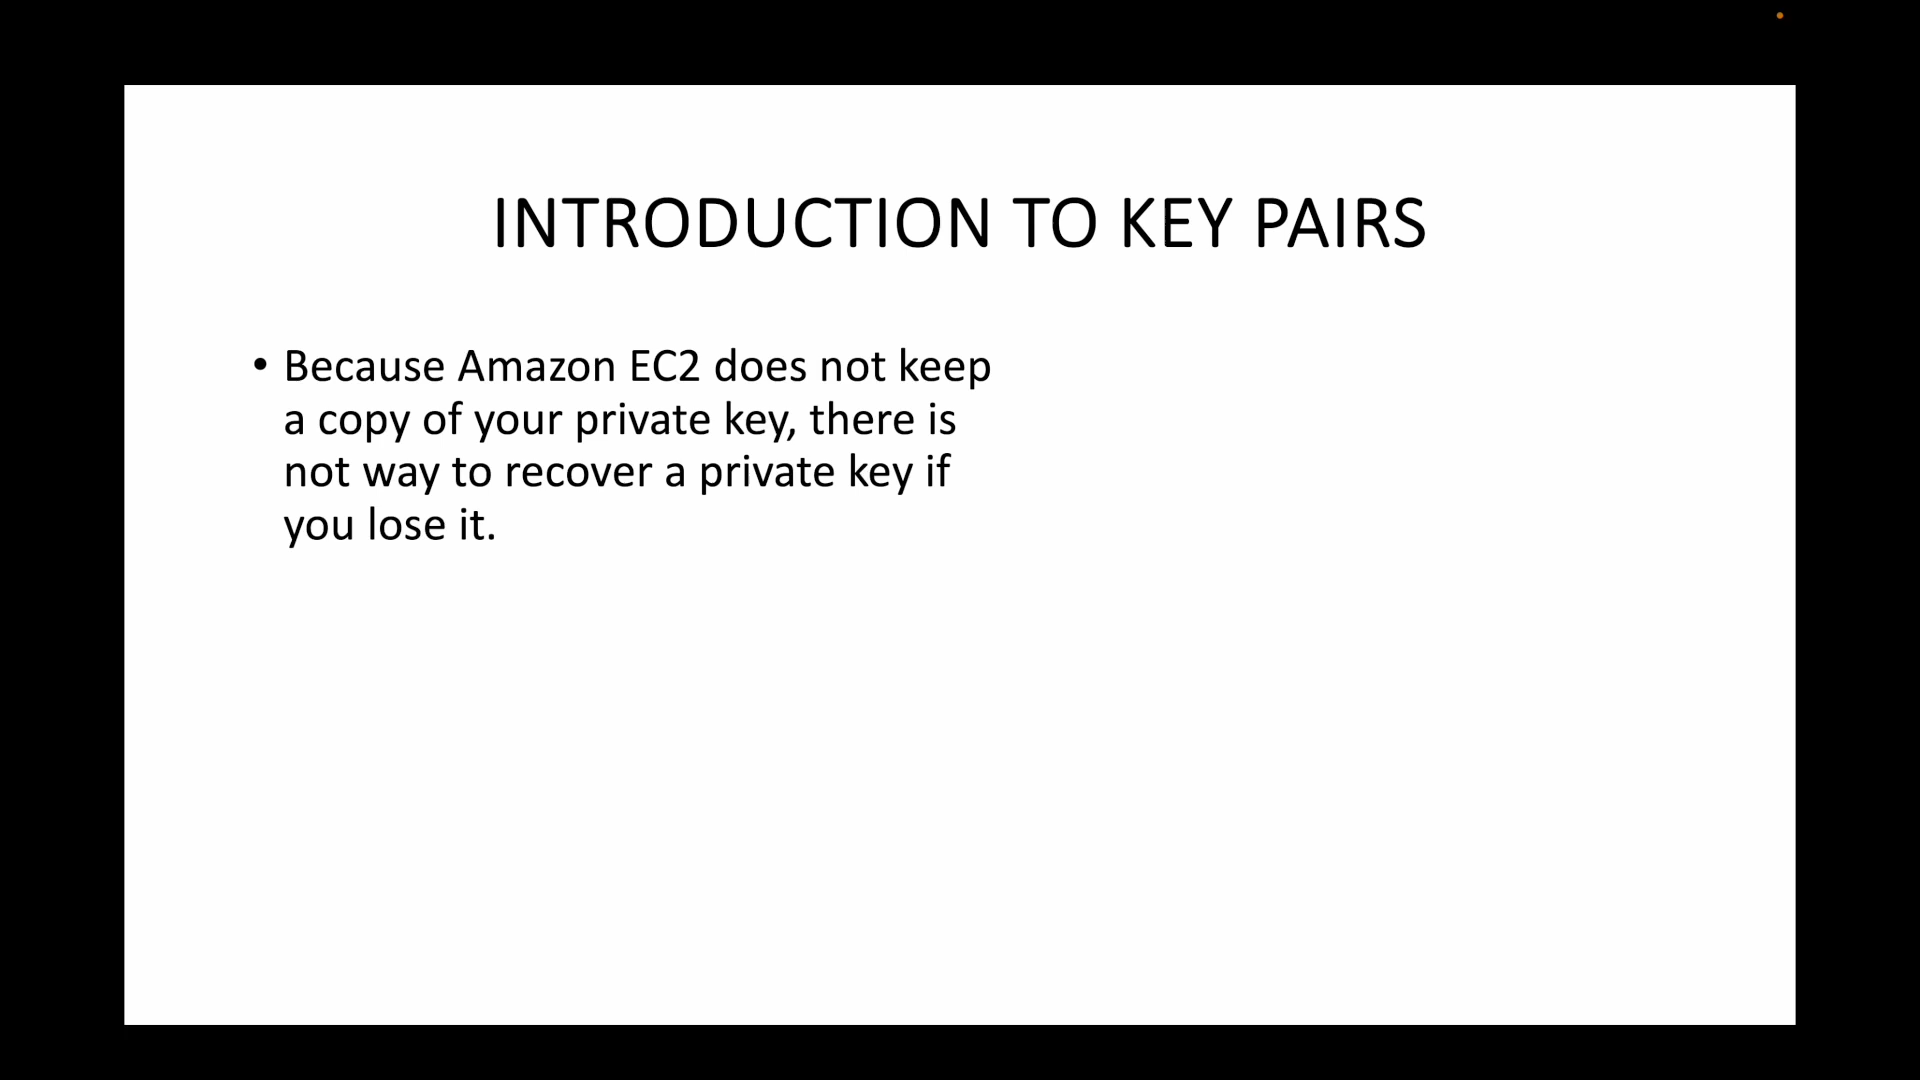 INTRODUCTION TO KEY PAIRS
• Because Amazon EC2 does not keep
a copy of your private key, there is
not way to recover a private key if
you lose it.